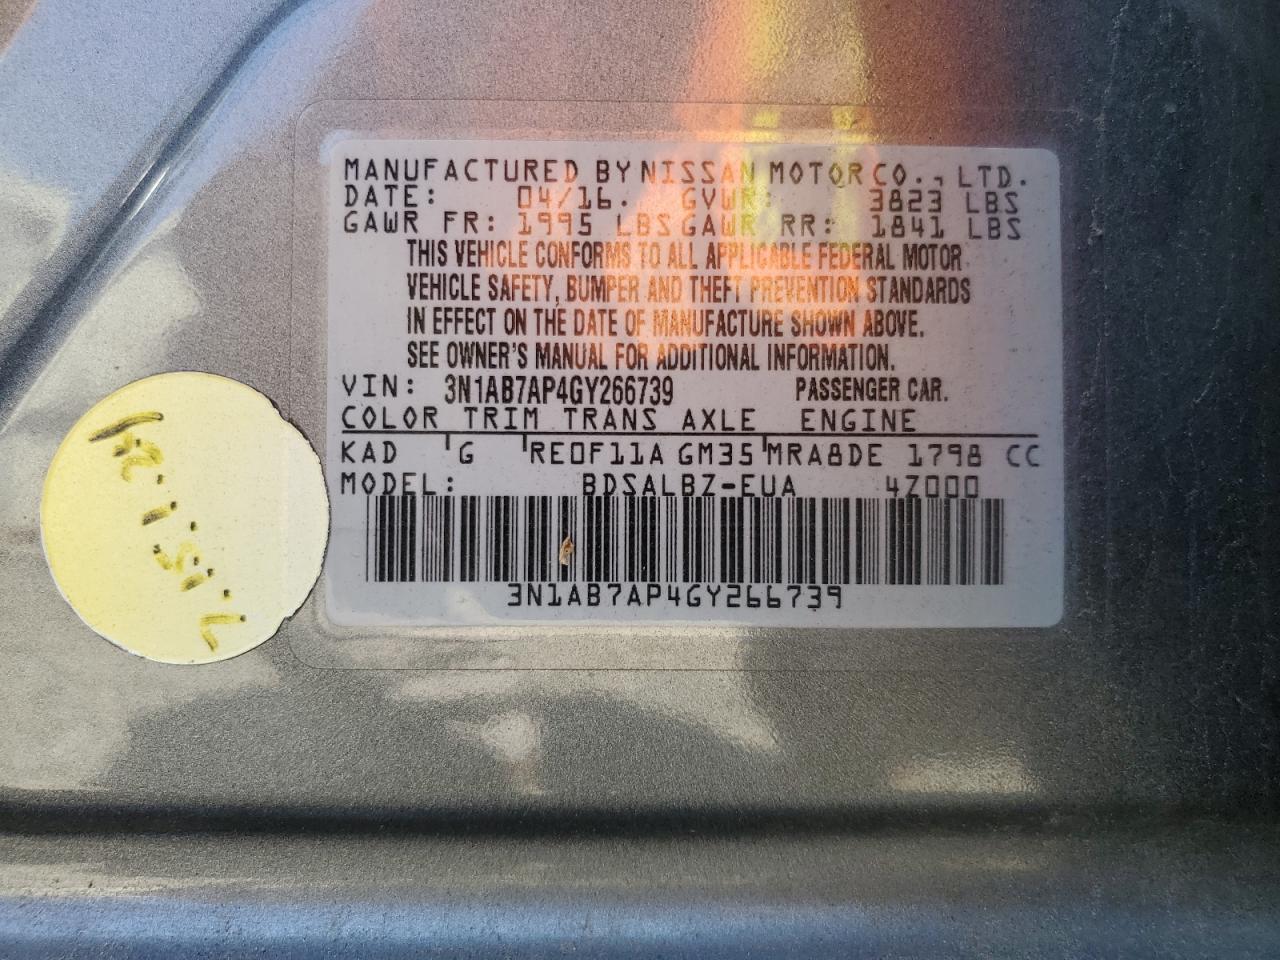 MANUFACTURED BY NISSAN MOTOR CO., LTD.
DATE: 04/16. GVWR: 3823 LBS
GAWR FR: 1995 LBS GAWR RR: 1841 LBS
THIS VEHICLE CONFORMS TO ALL APPLICABLE FEDERAL MOTOR
VEHICLE SAFETY, BUMPER AND THEFT PREVENTION STANDARDS
IN EFFECT ON THE DATE OF MANUFACTURE SHOWN ABOVE.
SEE OWNER'S MANUAL FOR ADDITIONAL INFORMATION.
VIN: 3N1AB7AP4GY266739 PASSENGER CAR.
COLOR TRIM TRANS AXLE ENGINE
KAD G RE0F11A GM35 MRA8DE 1798 CC
MODEL: BDSALBZ-EUA 4Z000
3N1AB7AP4GY266739